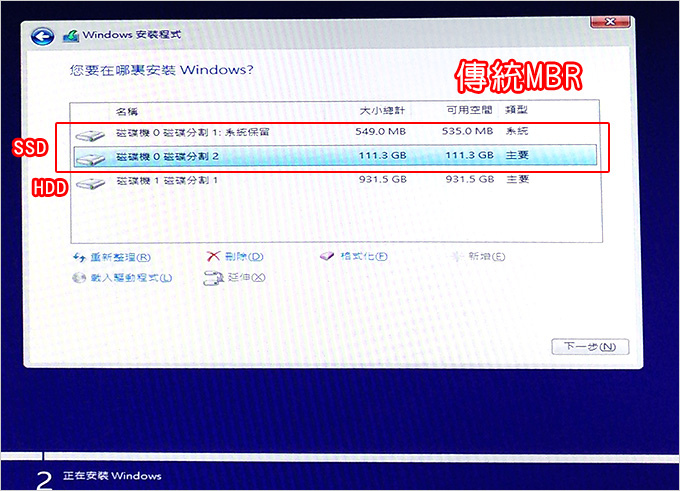 Windows 安裝程式
您要在哪裏安裝 Windows?
傳統MBR
名稱 大小總計 可用空間 類型
SSD
磁碟機 0 磁碟分割 1: 系統保留 549.0 MB 535.0 MB 系統
磁碟機 0 磁碟分割 2 111.3 GB 111.3 GB 主要
HDD
磁碟機 1 磁碟分割 1 931.5 GB 931.5 GB 主要
重新整理(R) 刪除(D) 格式化(F) 新增(E)
載入驅動程式(L) 延伸(X)
下一步(N)
2 正在安裝 Windows